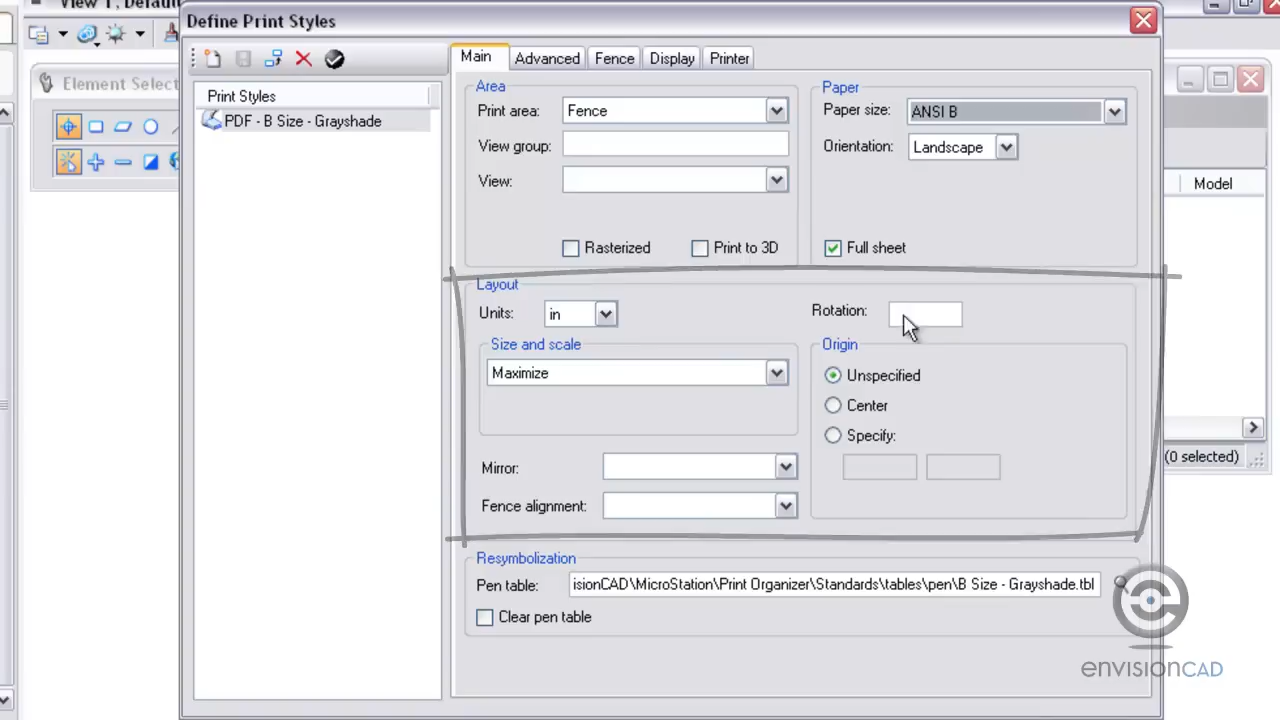 View 1, Default
Define Print Styles
Element Select
Print Styles
PDF - B Size - Grayshade
Main
Advanced
Fence
Display
Printer
Area
Print area: Fence
View group:
View:
Rasterized
Print to 3D
Paper
Paper size: ANSI B
Orientation: Landscape
Full sheet
Layout
Units: in
Rotation:
Size and scale
Maximize
Origin
Unspecified
Center
Specify:
Mirror:
Fence alignment:
Resymbolization
Pen table: isionCAD\MicroStation\Print Organizer\Standards\tables\pen\B Size - Grayshade.tbl
Clear pen table
Model
(0 selected)
envisionCAD